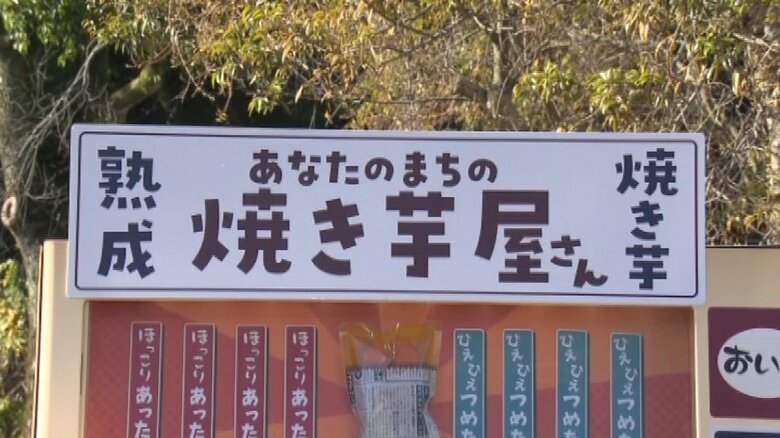 熟成
あなたのまちの
焼き芋屋さん
焼き芋
ほっこりあった
ほっこりあった
ほっこりあった
ほっこりあった
ひえひえつめた
ひえひえつめた
ひえひえつめた
ひえひえつめた
おい